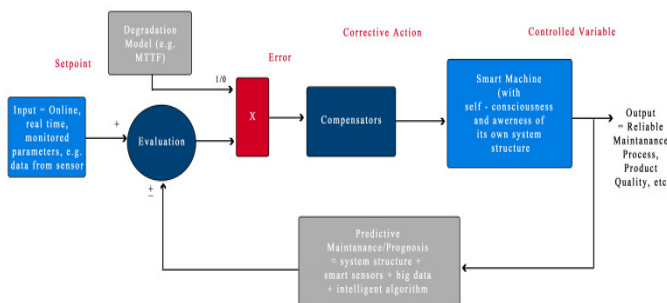 Degradation
Model (e.g.
MTTF)
Setpoint
Error
Corrective Action
Controlled Variable
1/0
Input = Online,
real time,
monitored
parameters, e.g.
data from sensor
+
Evaluation
X
Compensators
Smart Machine
(with
self - consciousness
and awerness of
its own system
structure
Output
= Reliable
Maintanance
Process,
Product
Quality, etc
±
Predictive
Maintanance/Prognosis
= system structure +
smart sensors + big data
+ intelligent algorithm